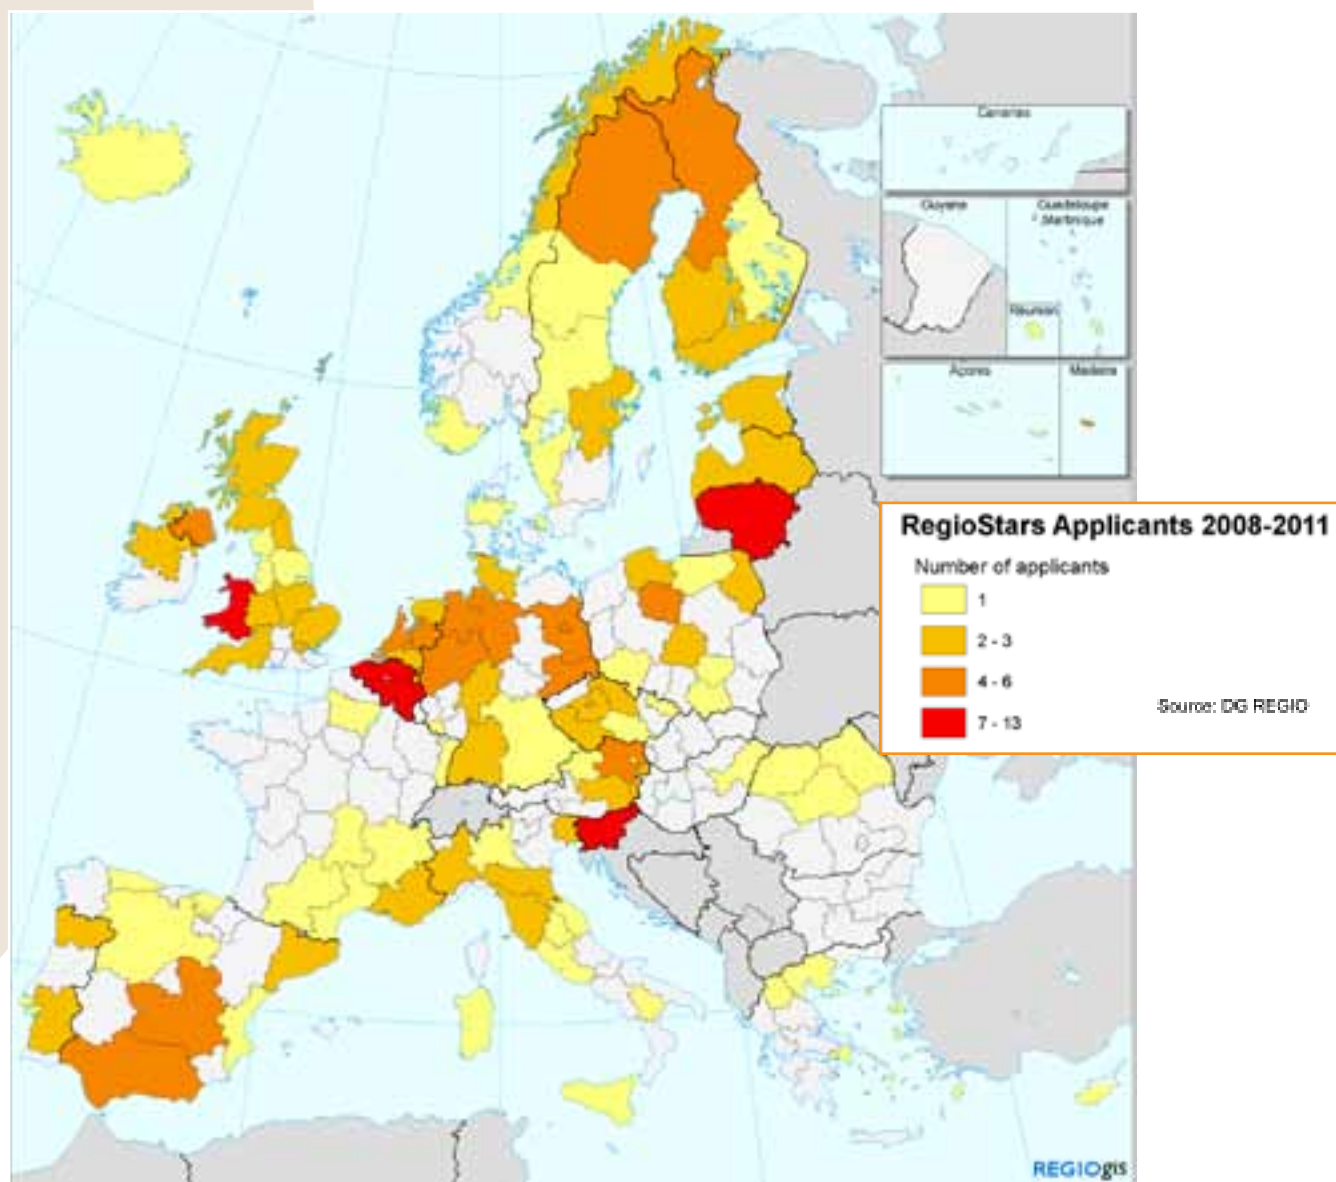 Canarias
Guyane
Guadeloupe
Martinique
Réunion
Açores
Madeira
RegioStars Applicants 2008-2011
Number of applicants
1
2 - 3
4 - 6
7 - 13
Source: DG REGIO
REGIOgis